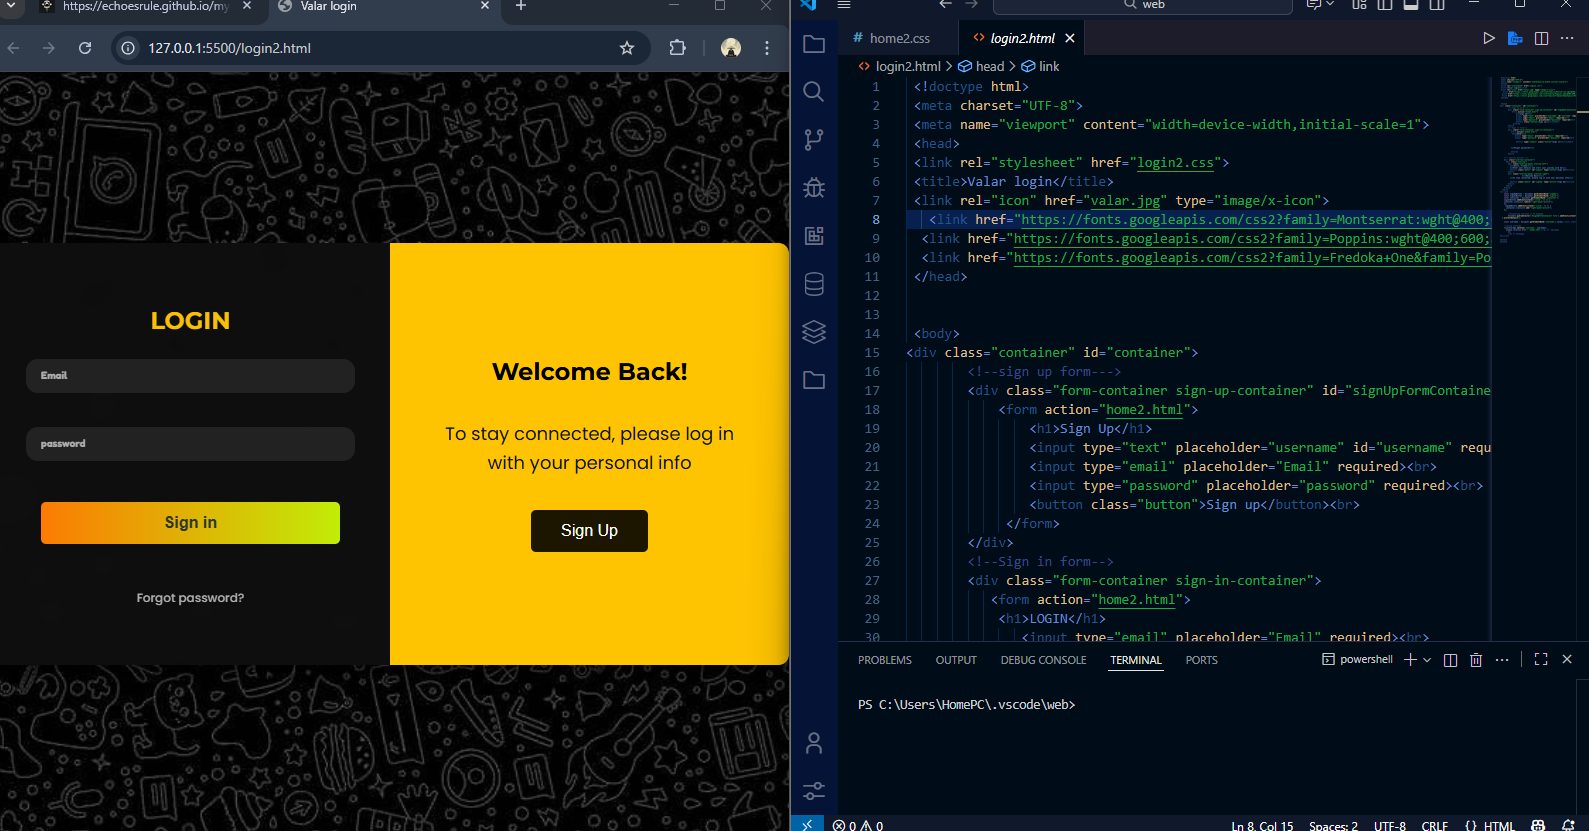 https://echoesrule.github.io/my
Valar login
127.0.0.1:5500/login2.html
LOGIN
Email
password
Sign in
Forgot password?
Welcome Back!
To stay connected, please log in
with your personal info
Sign Up
web
# home2.css
<> login2.html
<> login2.html > head > link
1 <!doctype html>
2 <meta charset="UTF-8">
3 <meta name="viewport" content="width=device-width,initial-scale=1">
4 <head>
5 <link rel="stylesheet" href="login2.css">
6 <title>Valar login</title>
7 <link rel="icon" href="valar.jpg" type="image/x-icon">
8 <link href="https://fonts.googleapis.com/css2?family=Montserrat:wght@400;
9 <link href="https://fonts.googleapis.com/css2?family=Poppins:wght@400;600;
10 <link href="https://fonts.googleapis.com/css2?family=Fredoka+One&family=Po
11 </head>
12
13
14 <body>
15 <div class="container" id="container">
16 <!--sign up form--->
17 <div class="form-container sign-up-container" id="signUpFormContaine
18 <form action="home2.html">
19 <h1>Sign Up</h1>
20 <input type="text" placeholder="username" id="username" requ
21 <input type="email" placeholder="Email" required><br>
22 <input type="password" placeholder="password" required><br>
23 <button class="button">Sign up</button><br>
24 </form>
25 </div>
26 <!--Sign in form-->
27 <div class="form-container sign-in-container">
28 <form action="home2.html">
29 <h1>LOGIN</h1>
30 <input type="email" placeholder="Email" required><br>
PROBLEMS OUTPUT DEBUG CONSOLE TERMINAL PORTS
powershell
PS C:\Users\HomePC\.vscode\web>
0 0
Ln 8, Col 15 Spaces: 2 UTF-8 CRLF {} HTML